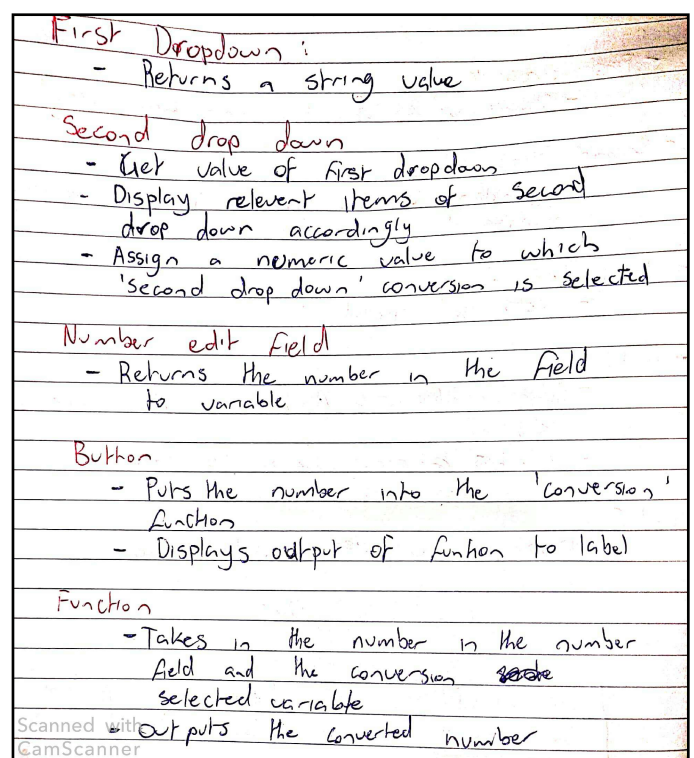 First Dropdown :
- Returns a string value
Second drop down
- Get value of first dropdown
- Display relevent items of second
drop down accordingly
- Assign a numeric value to which
'second drop down' conversion is selected
Number edit field
- Returns the number in the field
to variable
Button
- Puts the number into the 'conversion'
function
- Displays output of funtion to label
Function
- Takes in the number in the number
field and the conversion
selected variable
- Outputs the converted number
Scanned with
CamScanner